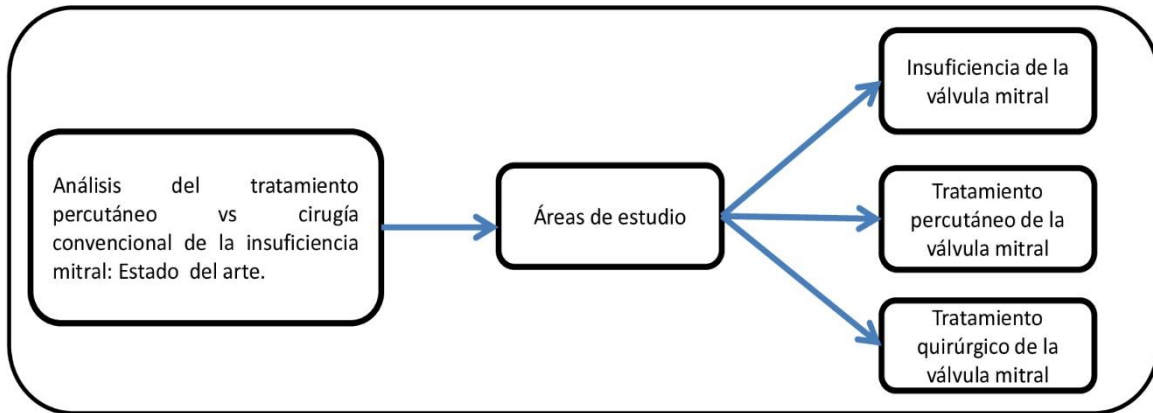 Análisis del tratamiento
percutáneo vs cirugía
convencional de la insuficiencia
mitral: Estado del arte.
Áreas de estudio
Insuficiencia de la
válvula mitral
Tratamiento
percutáneo de la
válvula mitral
Tratamiento
quirúrgico de la
válvula mitral